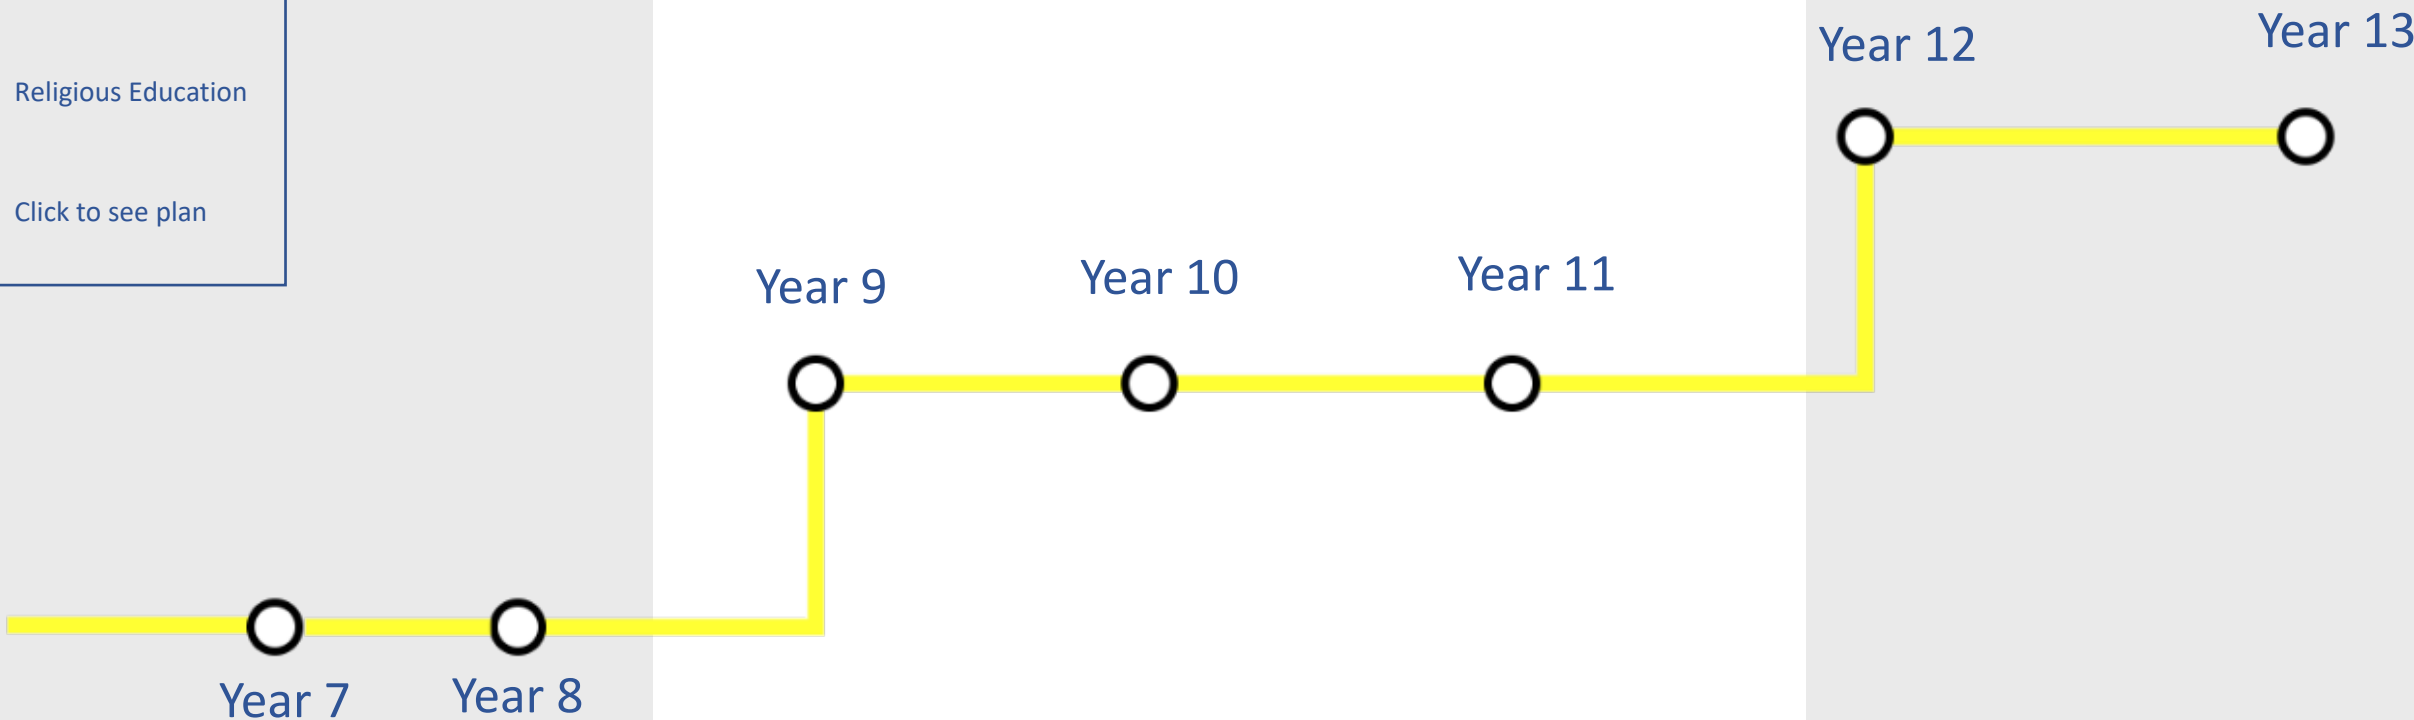 Religious Education
Click to see plan
Year 7
Year 8
Year 9
Year 10
Year 11
Year 12
Year 13